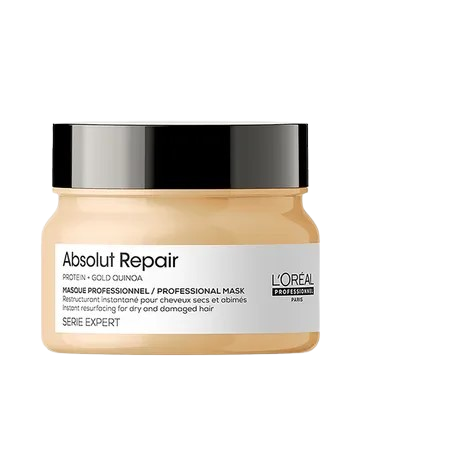 Absolut Repair
PROTEIN + GOLD QUINOA
MASQUE PROFESSIONNEL / PROFESSIONAL MASK
Restructurant instantané pour cheveux secs et abîmés
Instant resurfacing for dry and damaged hair
SERIE EXPERT
L'ORÉAL
PROFESSIONNEL
PARIS